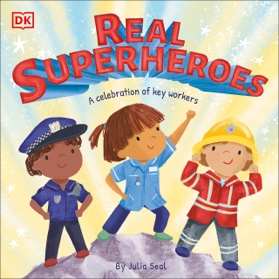 DK
REAL
SUPERHEROES
A celebration of key workers
By Julia Seal